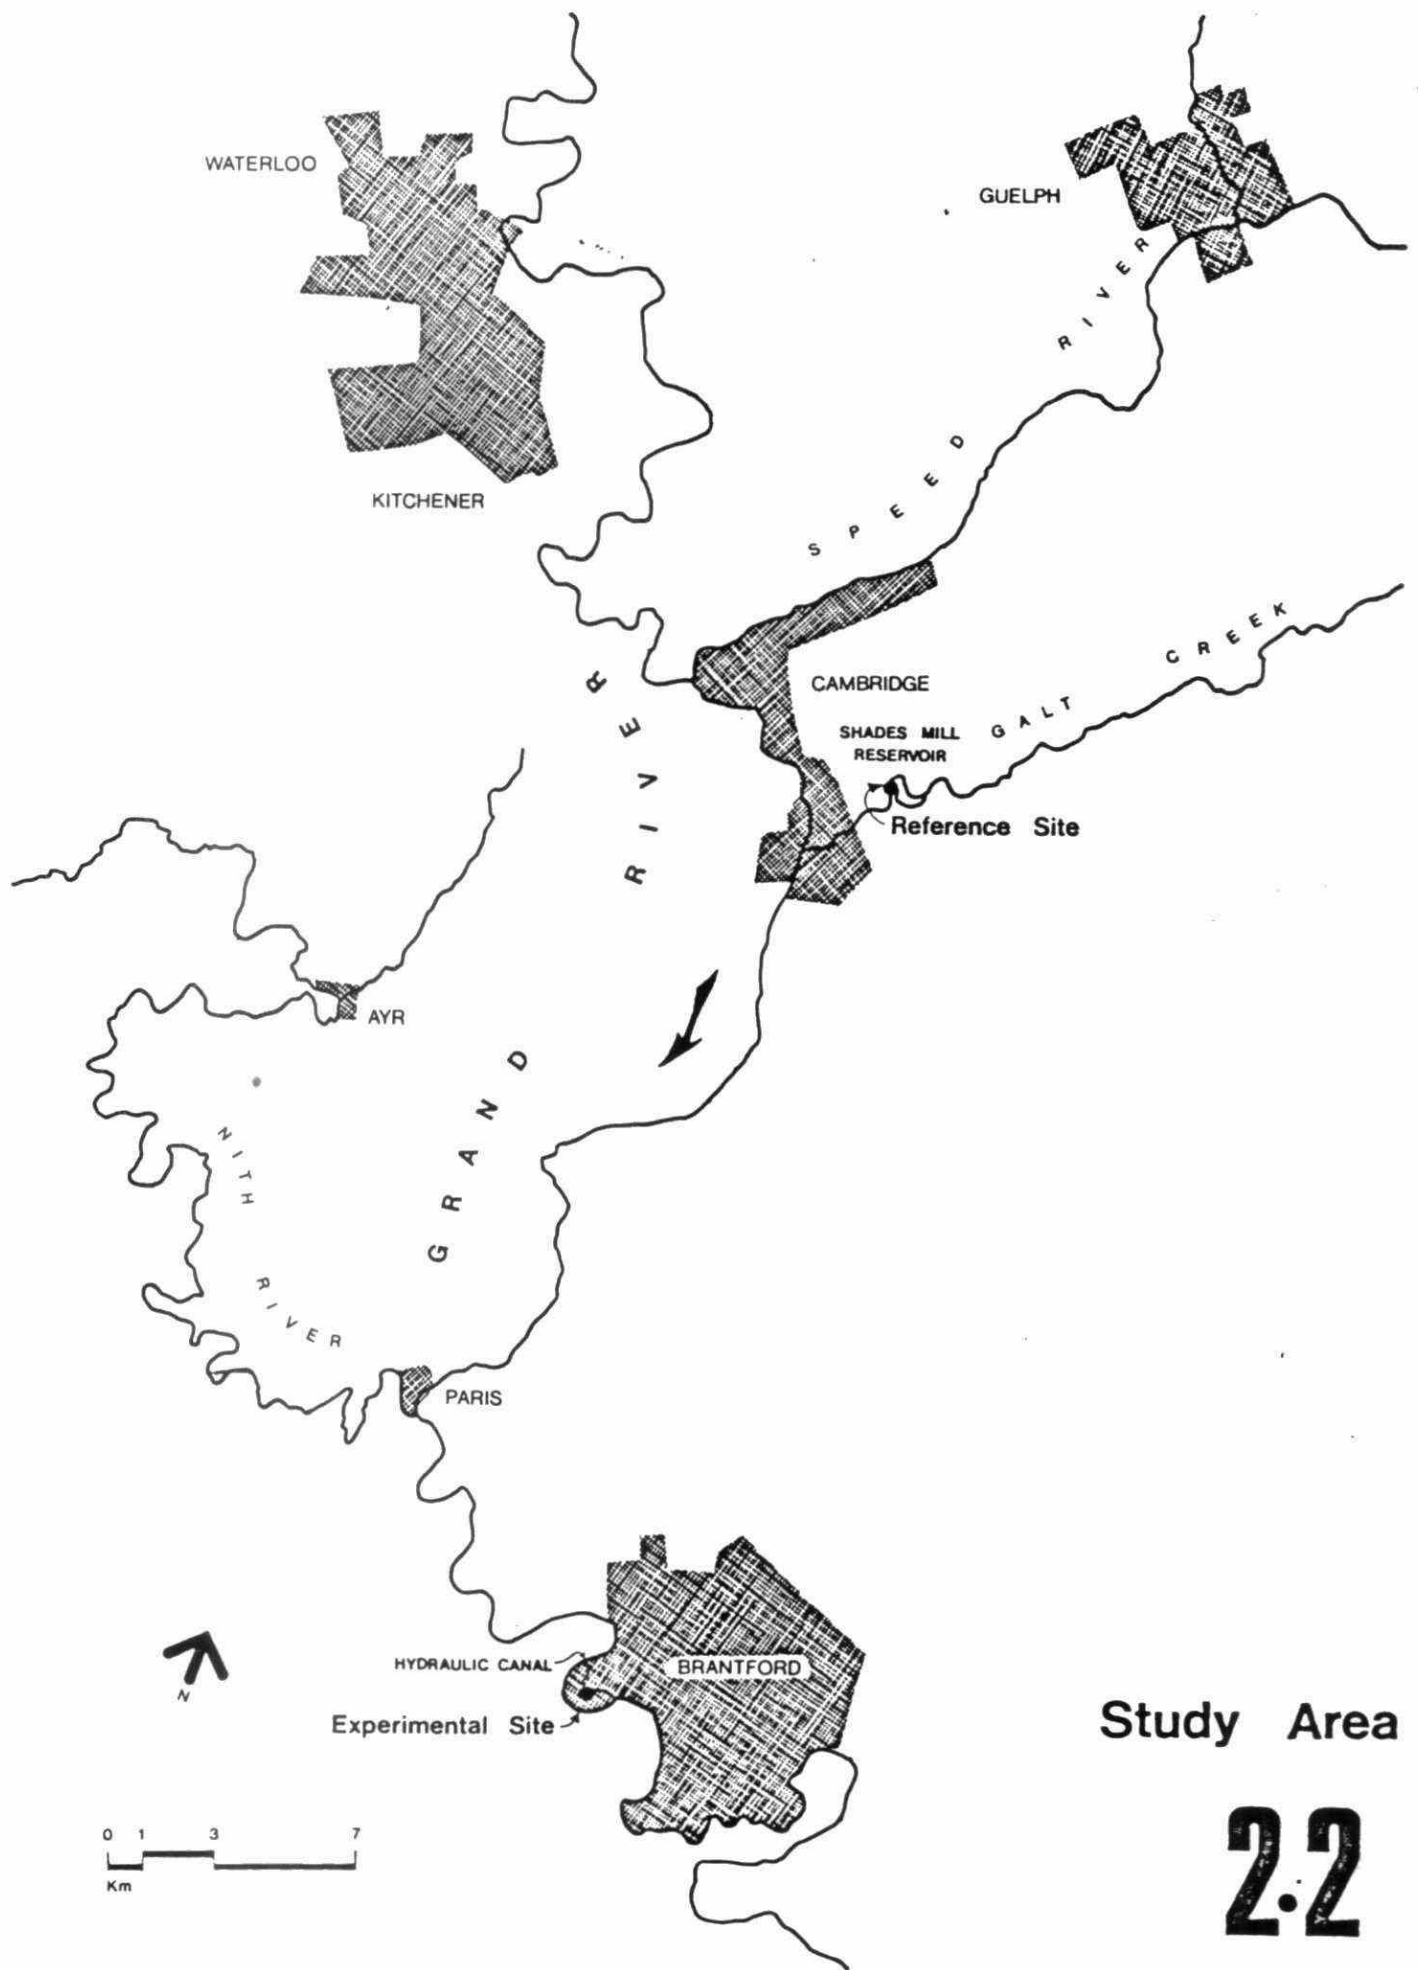 WATERLOO
GUELPH
KITCHENER
SPEED RIVER
CAMBRIDGE
GALT CREEK
SHADES MILL
RESERVOIR
Reference Site
GRAND RIVER
AYR
NITH RIVER
PARIS
HYDRAULIC CANAL
BRANTFORD
Experimental Site
N
Study Area
0 1 3 7
Km
2.2